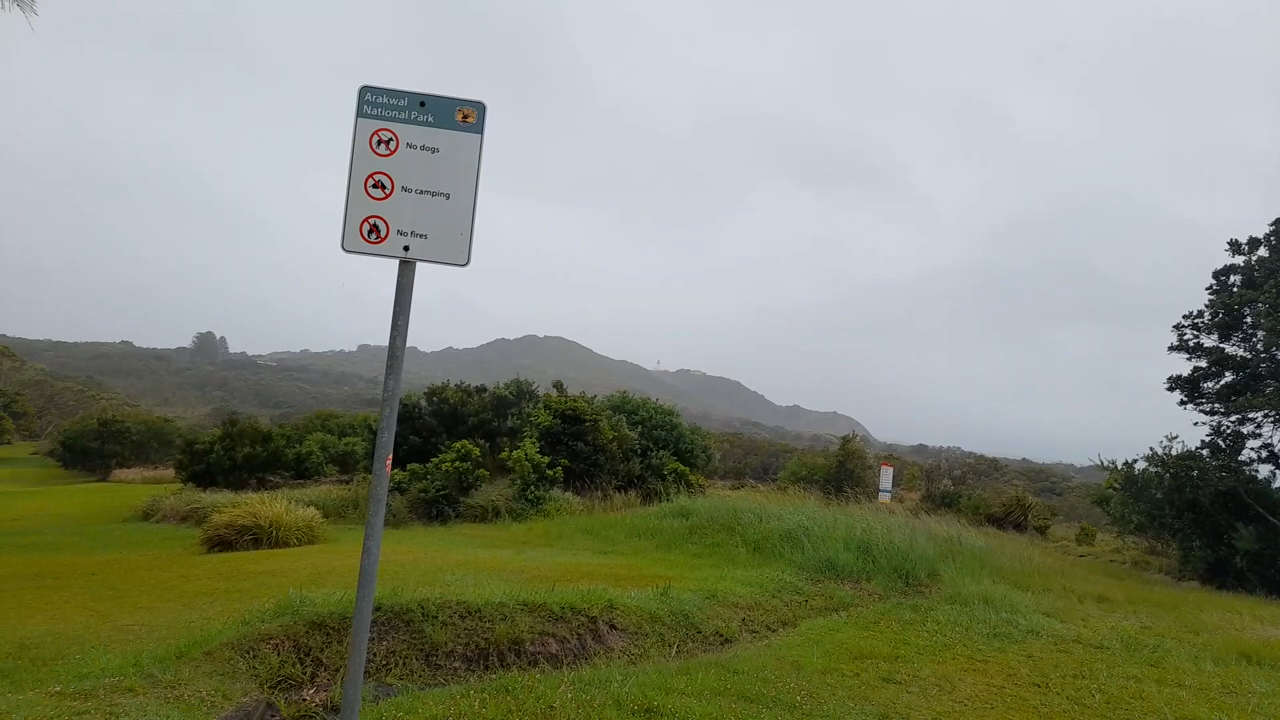 Arakwal
National Park
No dogs
No camping
No fires